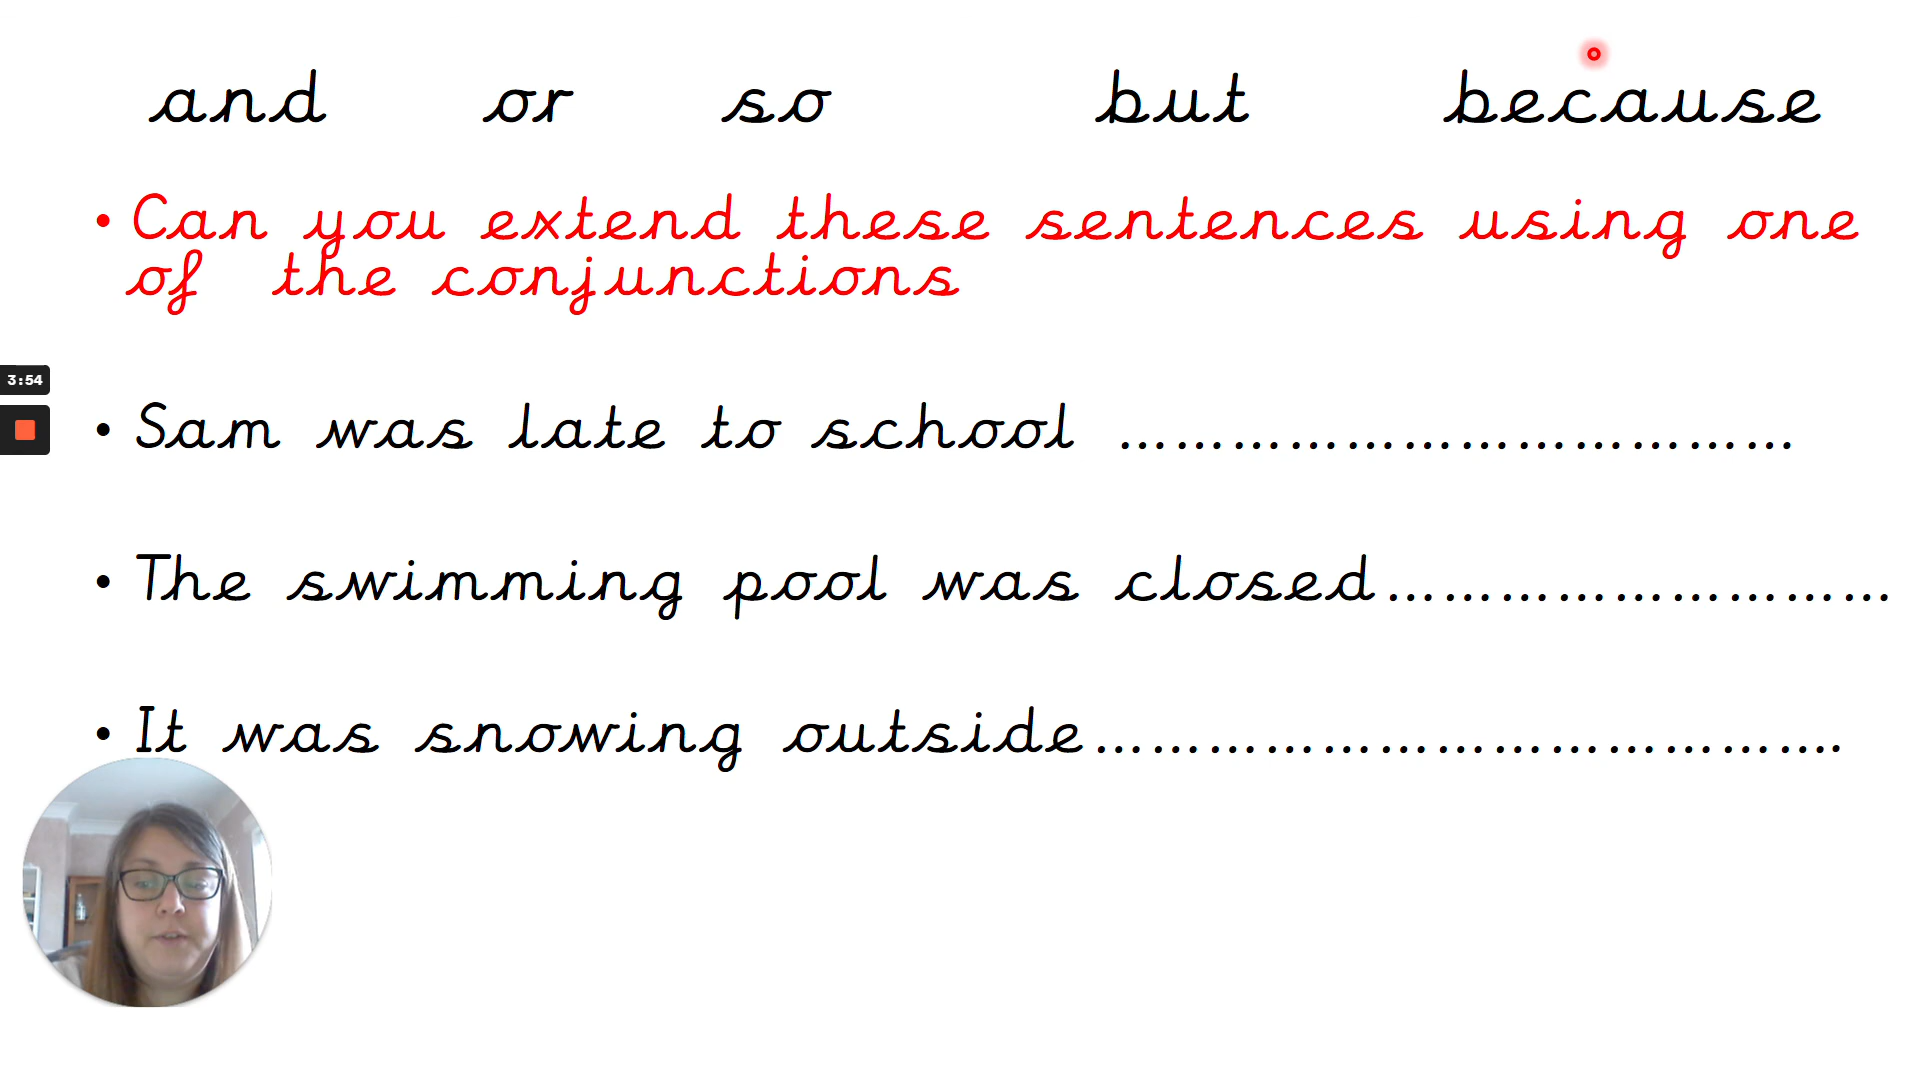 and or so but because
• Can you extend these sentences using one
of the conjunctions
3:54
• Sam was late to school ....................................
• The swimming pool was closed...........................
• It was snowing outside........................................